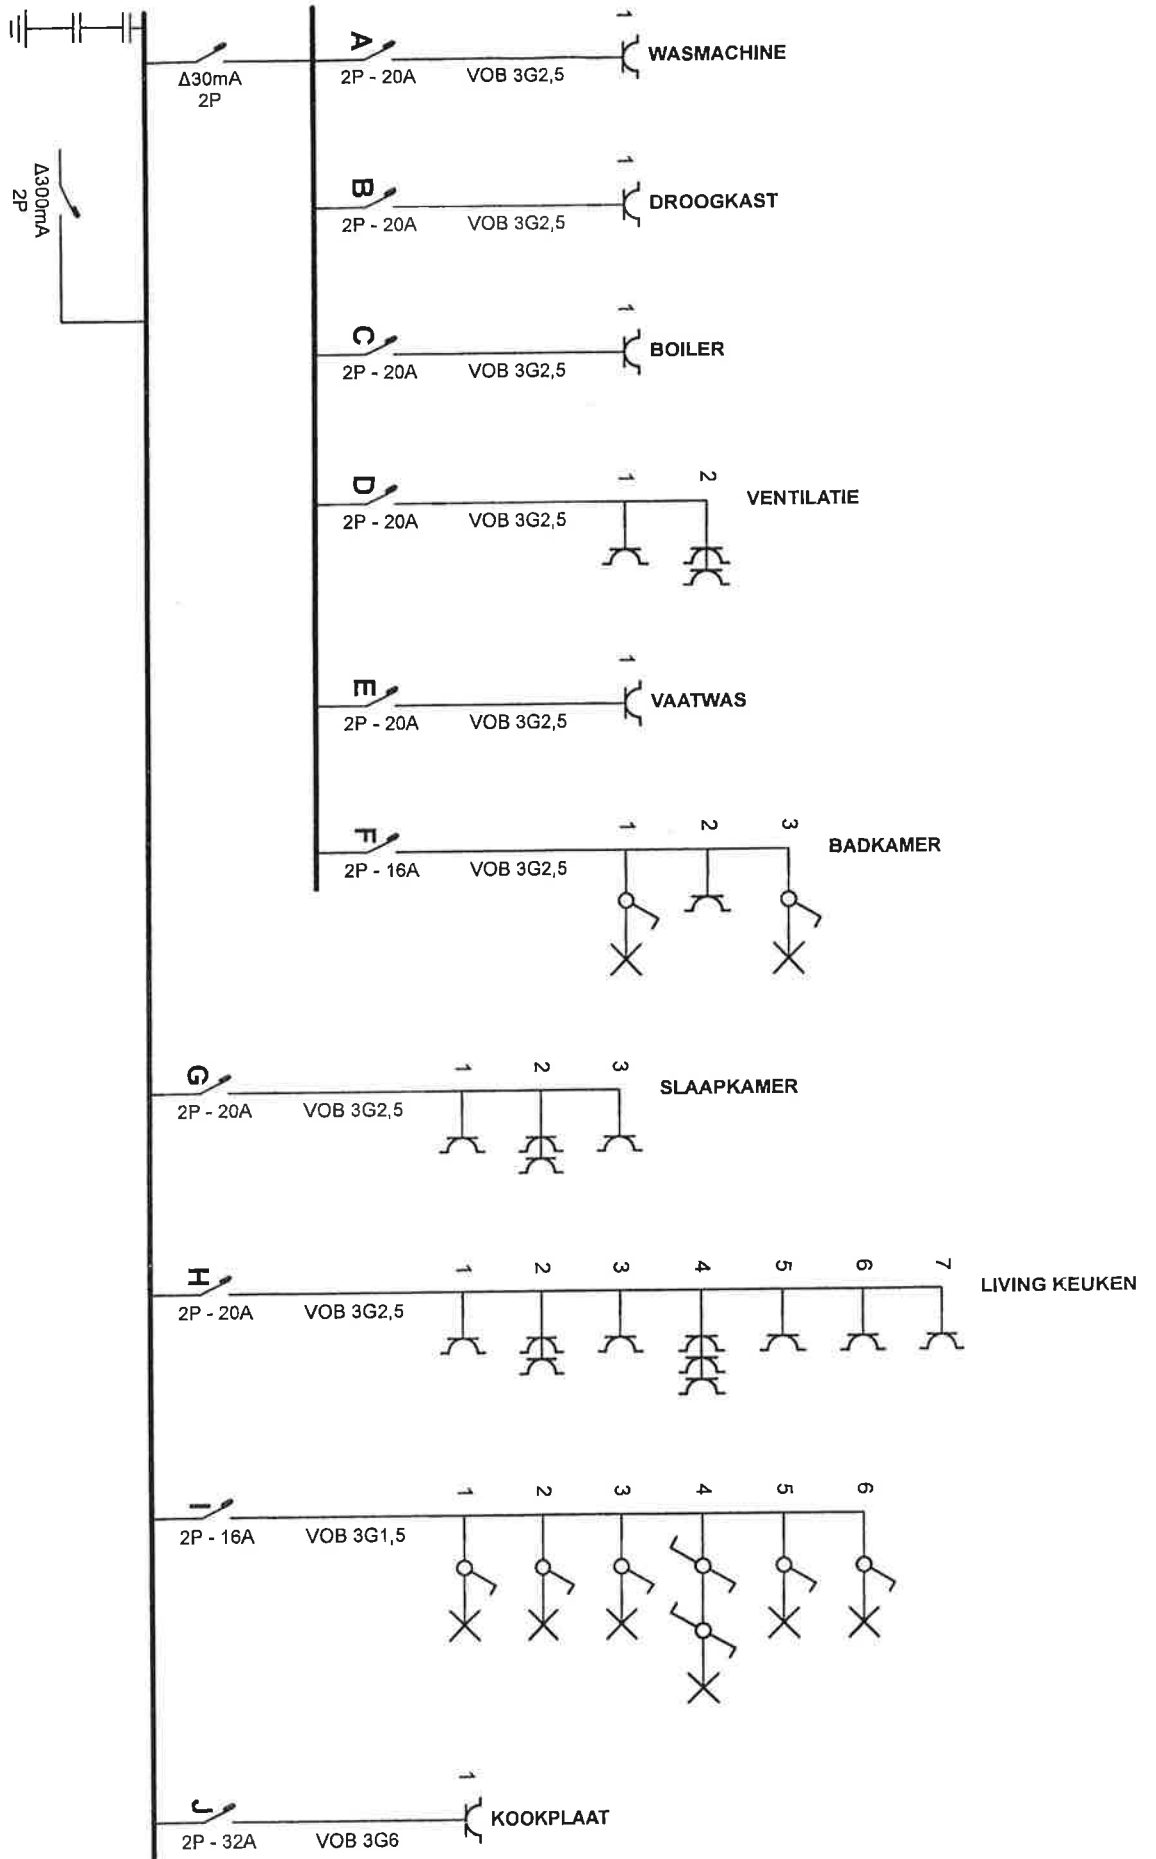 1
A
WASMACHINE
Δ30mA
2P
2P - 20A
VOB 3G2,5
Δ300mA
2P
1
B
DROOGKAST
2P - 20A
VOB 3G2,5
1
C
BOILER
2P - 20A
VOB 3G2,5
D
1
2
VENTILATIE
2P - 20A
VOB 3G2,5
1
E
VAATWAS
2P - 20A
VOB 3G2,5
F
1
2
3
BADKAMER
2P - 16A
VOB 3G2,5
G
1
2
3
SLAAPKAMER
2P - 20A
VOB 3G2,5
H
1
2
3
4
5
6
7
LIVING KEUKEN
2P - 20A
VOB 3G2,5
I
1
2
3
4
5
6
2P - 16A
VOB 3G1,5
1
J
KOOKPLAAT
2P - 32A
VOB 3G6